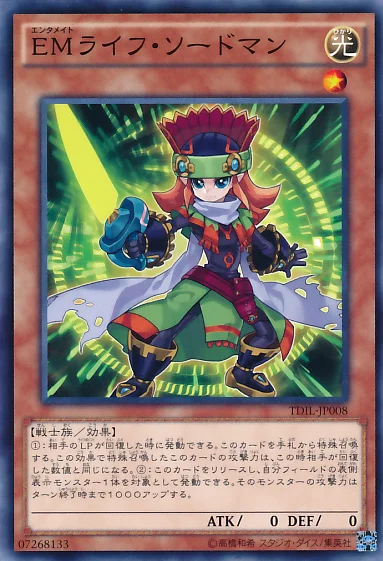 エンタメイト
EMライフ・ソードマン
ひかり
光
TDIL-JP008
【戦士族/効果】
①:相手のLPが回復した時に発動できる。このカードを手札から特殊召喚
する。この効果で特殊召喚したこのカードの攻撃力は、この時相手が回復
した数値と同じになる。②:このカードをリリースし、自分フィールドの表側
表示モンスター1体を対象として発動できる。そのモンスターの攻撃力は
ターン終了時まで1000アップする。
ATK/ 0 DEF/ 0
07268133
©高橋和希 スタジオ・ダイス/集英社